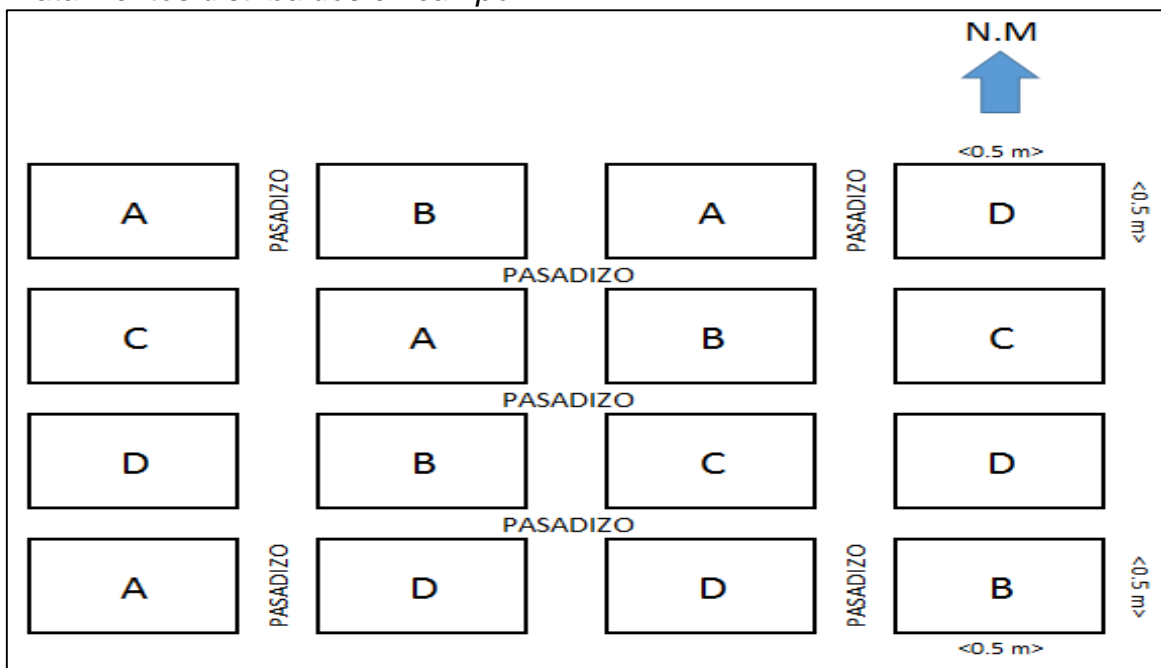 N.M
<0.5 m>
A PASADIZO B A PASADIZO D <0.5 m>
PASADIZO
C A B C
PASADIZO
D B C D
PASADIZO
A PASADIZO D D PASADIZO B <0.5 m>
<0.5 m>